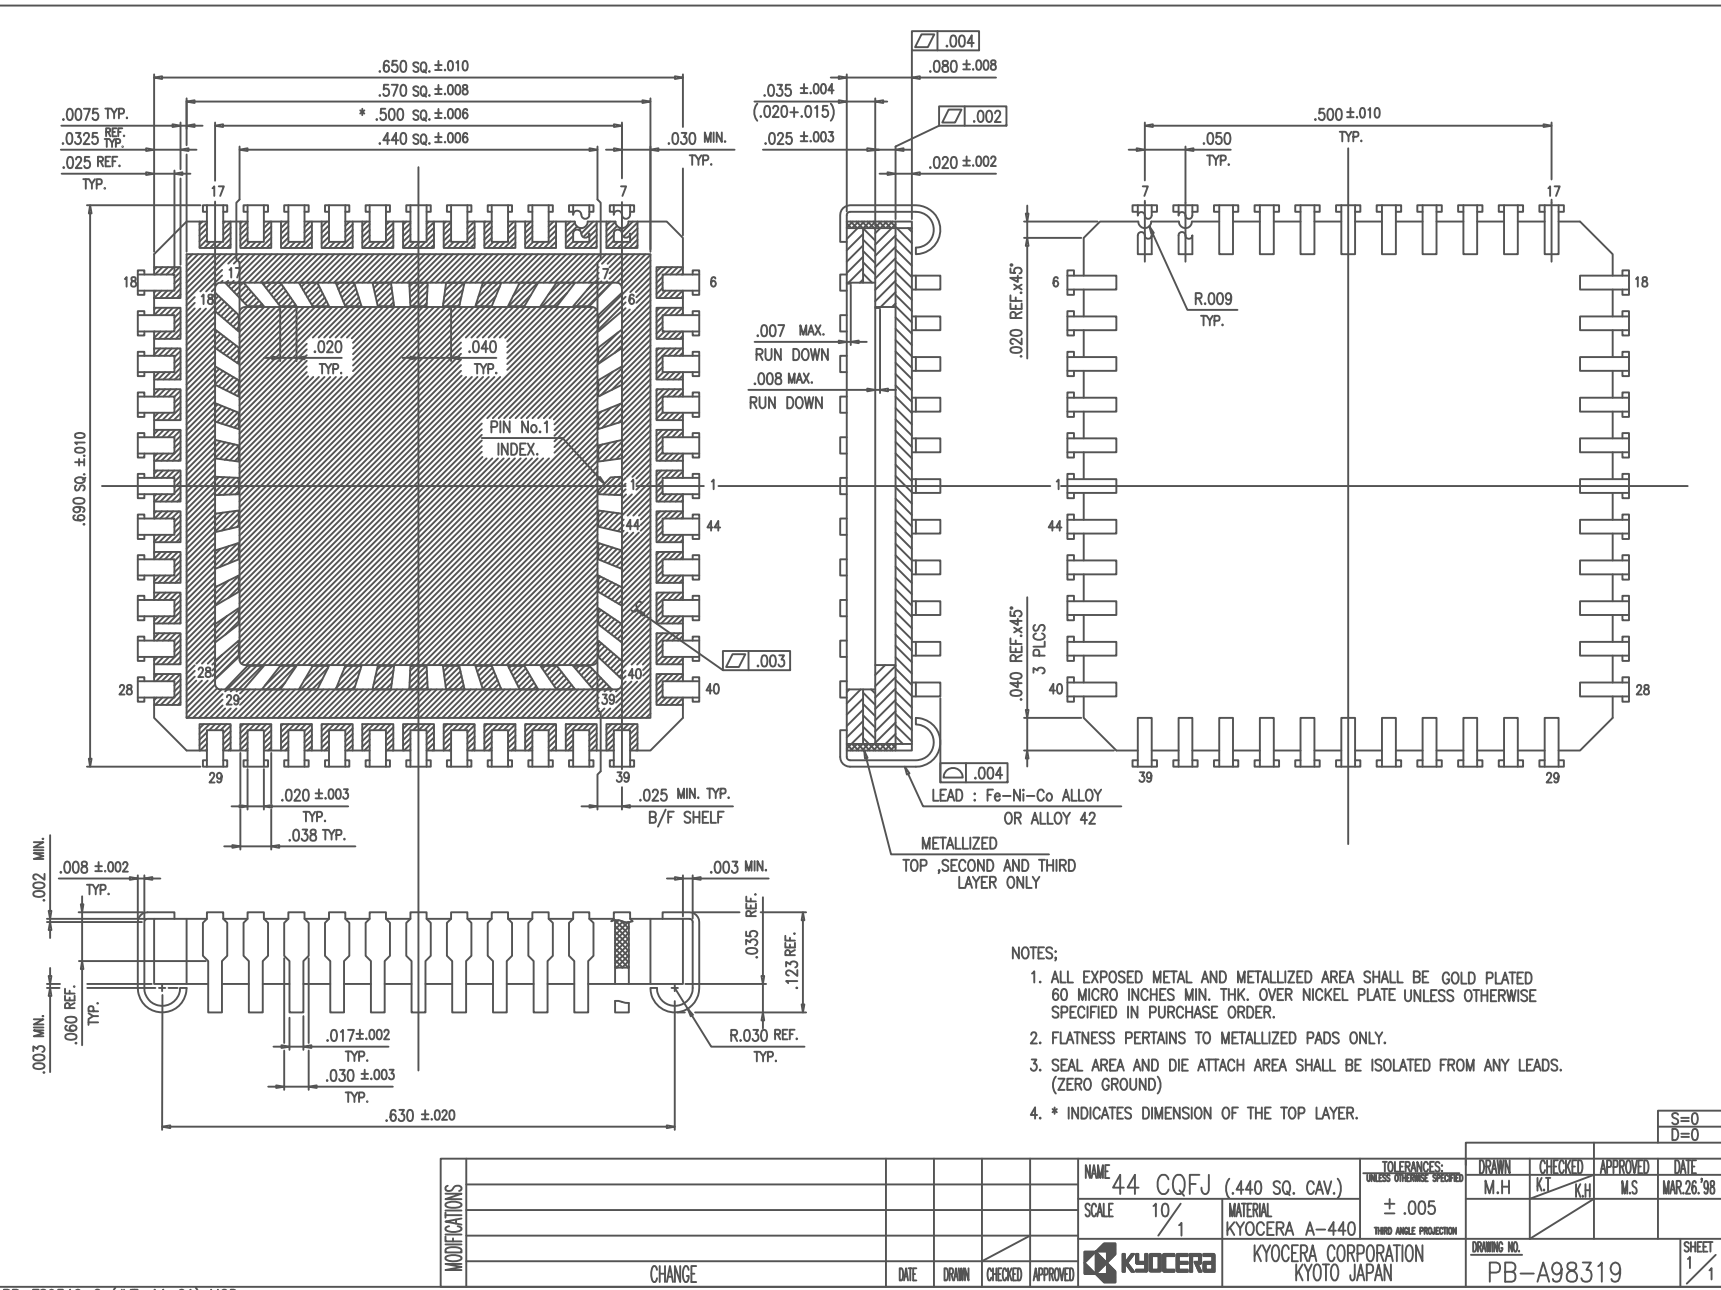 .650 SQ. ±.010
.570 SQ. ±.008
* .500 SQ. ±.006
.440 SQ. ±.006
.0075 TYP.
.0325 REF. TYP.
.025 REF.
TYP.
.030 MIN.
TYP.
17
7
18
6
17
7
18
6
.020
TYP.
.040
TYP.
PIN No.1
INDEX.
1
1
44
44
.690 SQ. ±.010
28
40
28
40
29
39
29
39
.003
.020 ±.003
TYP.
.038 TYP.
.025 MIN. TYP.
B/F SHELF
.004
.080 ±.008
.035 ±.004
(.020+.015)
.002
.025 ±.003
.020 ±.002
.007 MAX.
RUN DOWN
.008 MAX.
RUN DOWN
.004
LEAD : Fe-Ni-Co ALLOY
OR ALLOY 42
METALLIZED
TOP ,SECOND AND THIRD
LAYER ONLY
.500 ±.010
TYP.
.050
TYP.
7
17
.020 REF.x45°
R.009
TYP.
6
18
1
44
.040 REF.x45°
3 PLCS
40
28
39
29
.002 MIN.
.008 ±.002
TYP.
.003 MIN.
.035 REF.
.123 REF.
.003 MIN.
.060 REF.
TYP.
.017±.002
TYP.
.030 ±.003
TYP.
R.030 REF.
TYP.
.630 ±.020
NOTES;
1. ALL EXPOSED METAL AND METALLIZED AREA SHALL BE GOLD PLATED
60 MICRO INCHES MIN. THK. OVER NICKEL PLATE UNLESS OTHERWISE
SPECIFIED IN PURCHASE ORDER.
2. FLATNESS PERTAINS TO METALLIZED PADS ONLY.
3. SEAL AREA AND DIE ATTACH AREA SHALL BE ISOLATED FROM ANY LEADS.
(ZERO GROUND)
4. * INDICATES DIMENSION OF THE TOP LAYER.
S=0
D=0
MODIFICATIONS
CHANGE
DATE
DRAWN
CHECKED
APPROVED
NAME 44 CQFJ (.440 SQ. CAV.)
SCALE 10/1
MATERIAL
KYOCERA A-440
TOLERANCES;
UNLESS OTHERWISE SPECIFIED
± .005
THIRD ANGLE PROJECTION
DRAWN CHECKED APPROVED DATE
M.H K.T K.H M.S MAR.26.'98
KYOCERA
KYOCERA CORPORATION
KYOTO JAPAN
DRAWING NO.
PB-A98319
SHEET
1/1